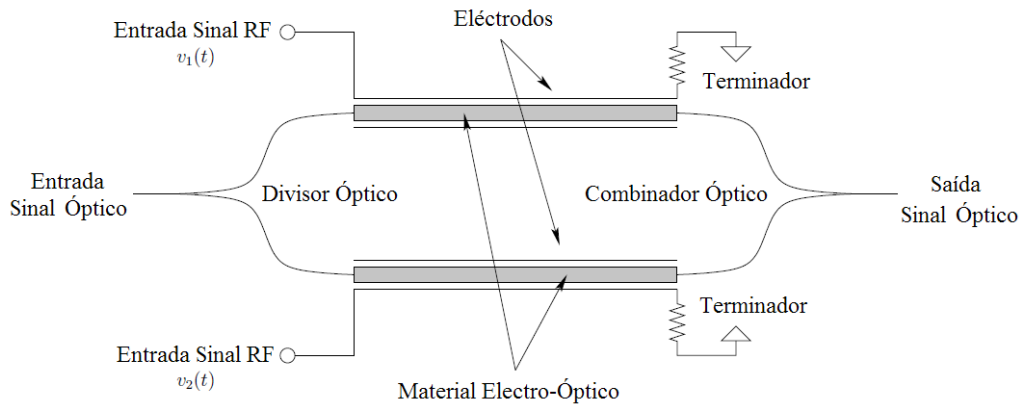 Eléctrodos
Entrada Sinal RF
v₁(t)
Terminador
Entrada
Sinal Óptico
Divisor Óptico
Combinador Óptico
Saída
Sinal Óptico
Terminador
Entrada Sinal RF
v₂(t)
Material Electro-Óptico